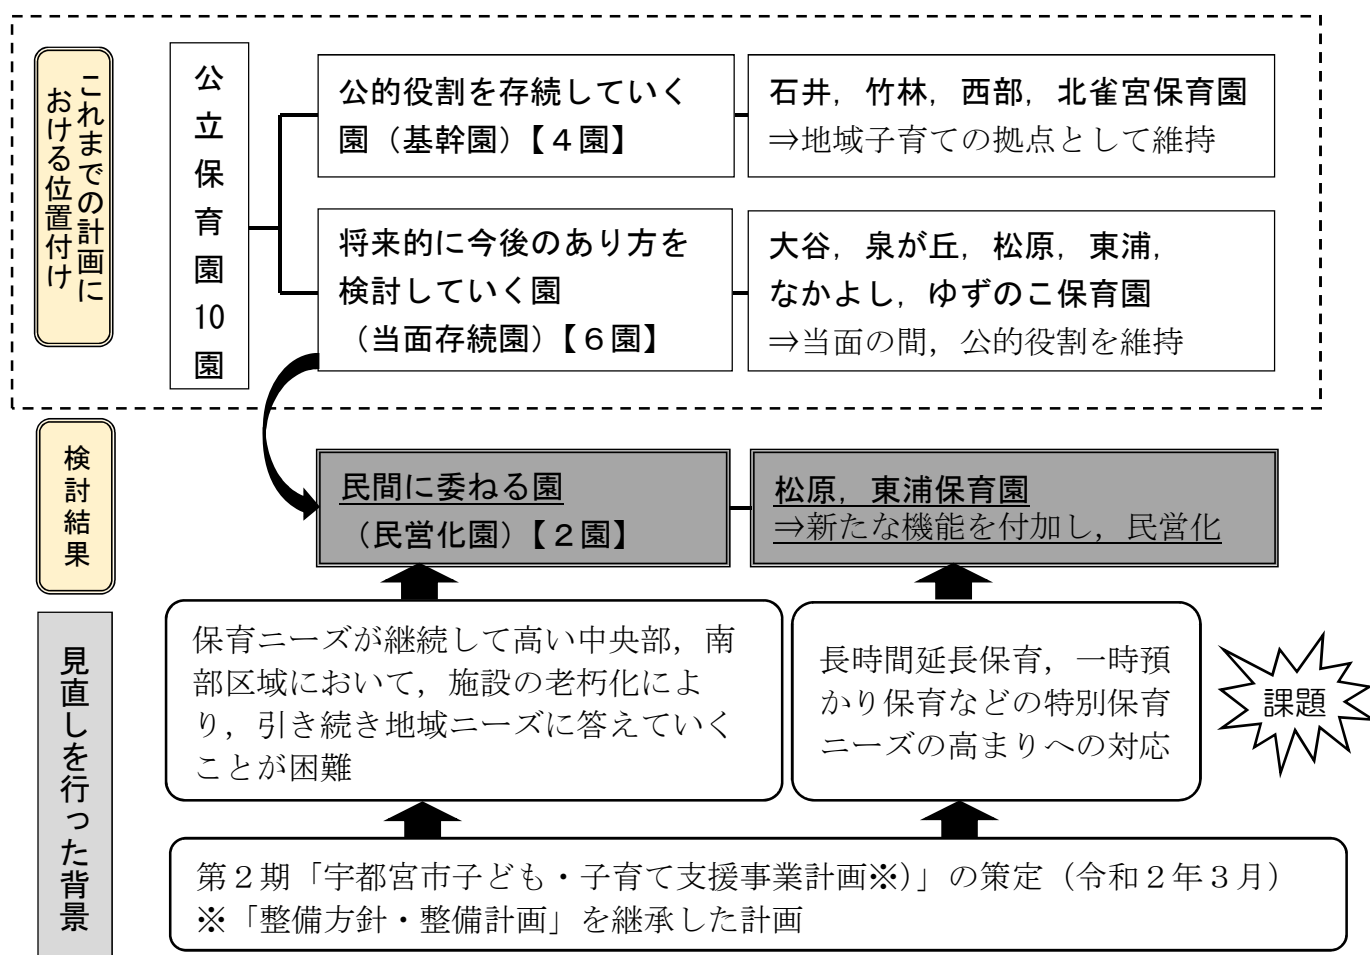 これまでの計画に
おける位置付け
公立保育園10園
公的役割を存続していく
園（基幹園）【４園】
石井，竹林，西部，北雀宮保育園
⇒地域子育ての拠点として維持
将来的に今後のあり方を
検討していく園
（当面存続園）【６園】
大谷，泉が丘，松原，東浦，
なかよし，ゆずのこ保育園
⇒当面の間，公的役割を維持
検討結果
民間に委ねる園
（民営化園）【２園】
松原，東浦保育園
⇒新たな機能を付加し，民営化
見直しを行った背景
保育ニーズが継続して高い中央部，南
部区域において，施設の老朽化によ
り，引き続き地域ニーズに答えていく
ことが困難
長時間延長保育，一時預
かり保育などの特別保育
ニーズの高まりへの対応
課題
第２期「宇都宮市子ども・子育て支援事業計画※）」の策定（令和２年３月）
※「整備方針・整備計画」を継承した計画